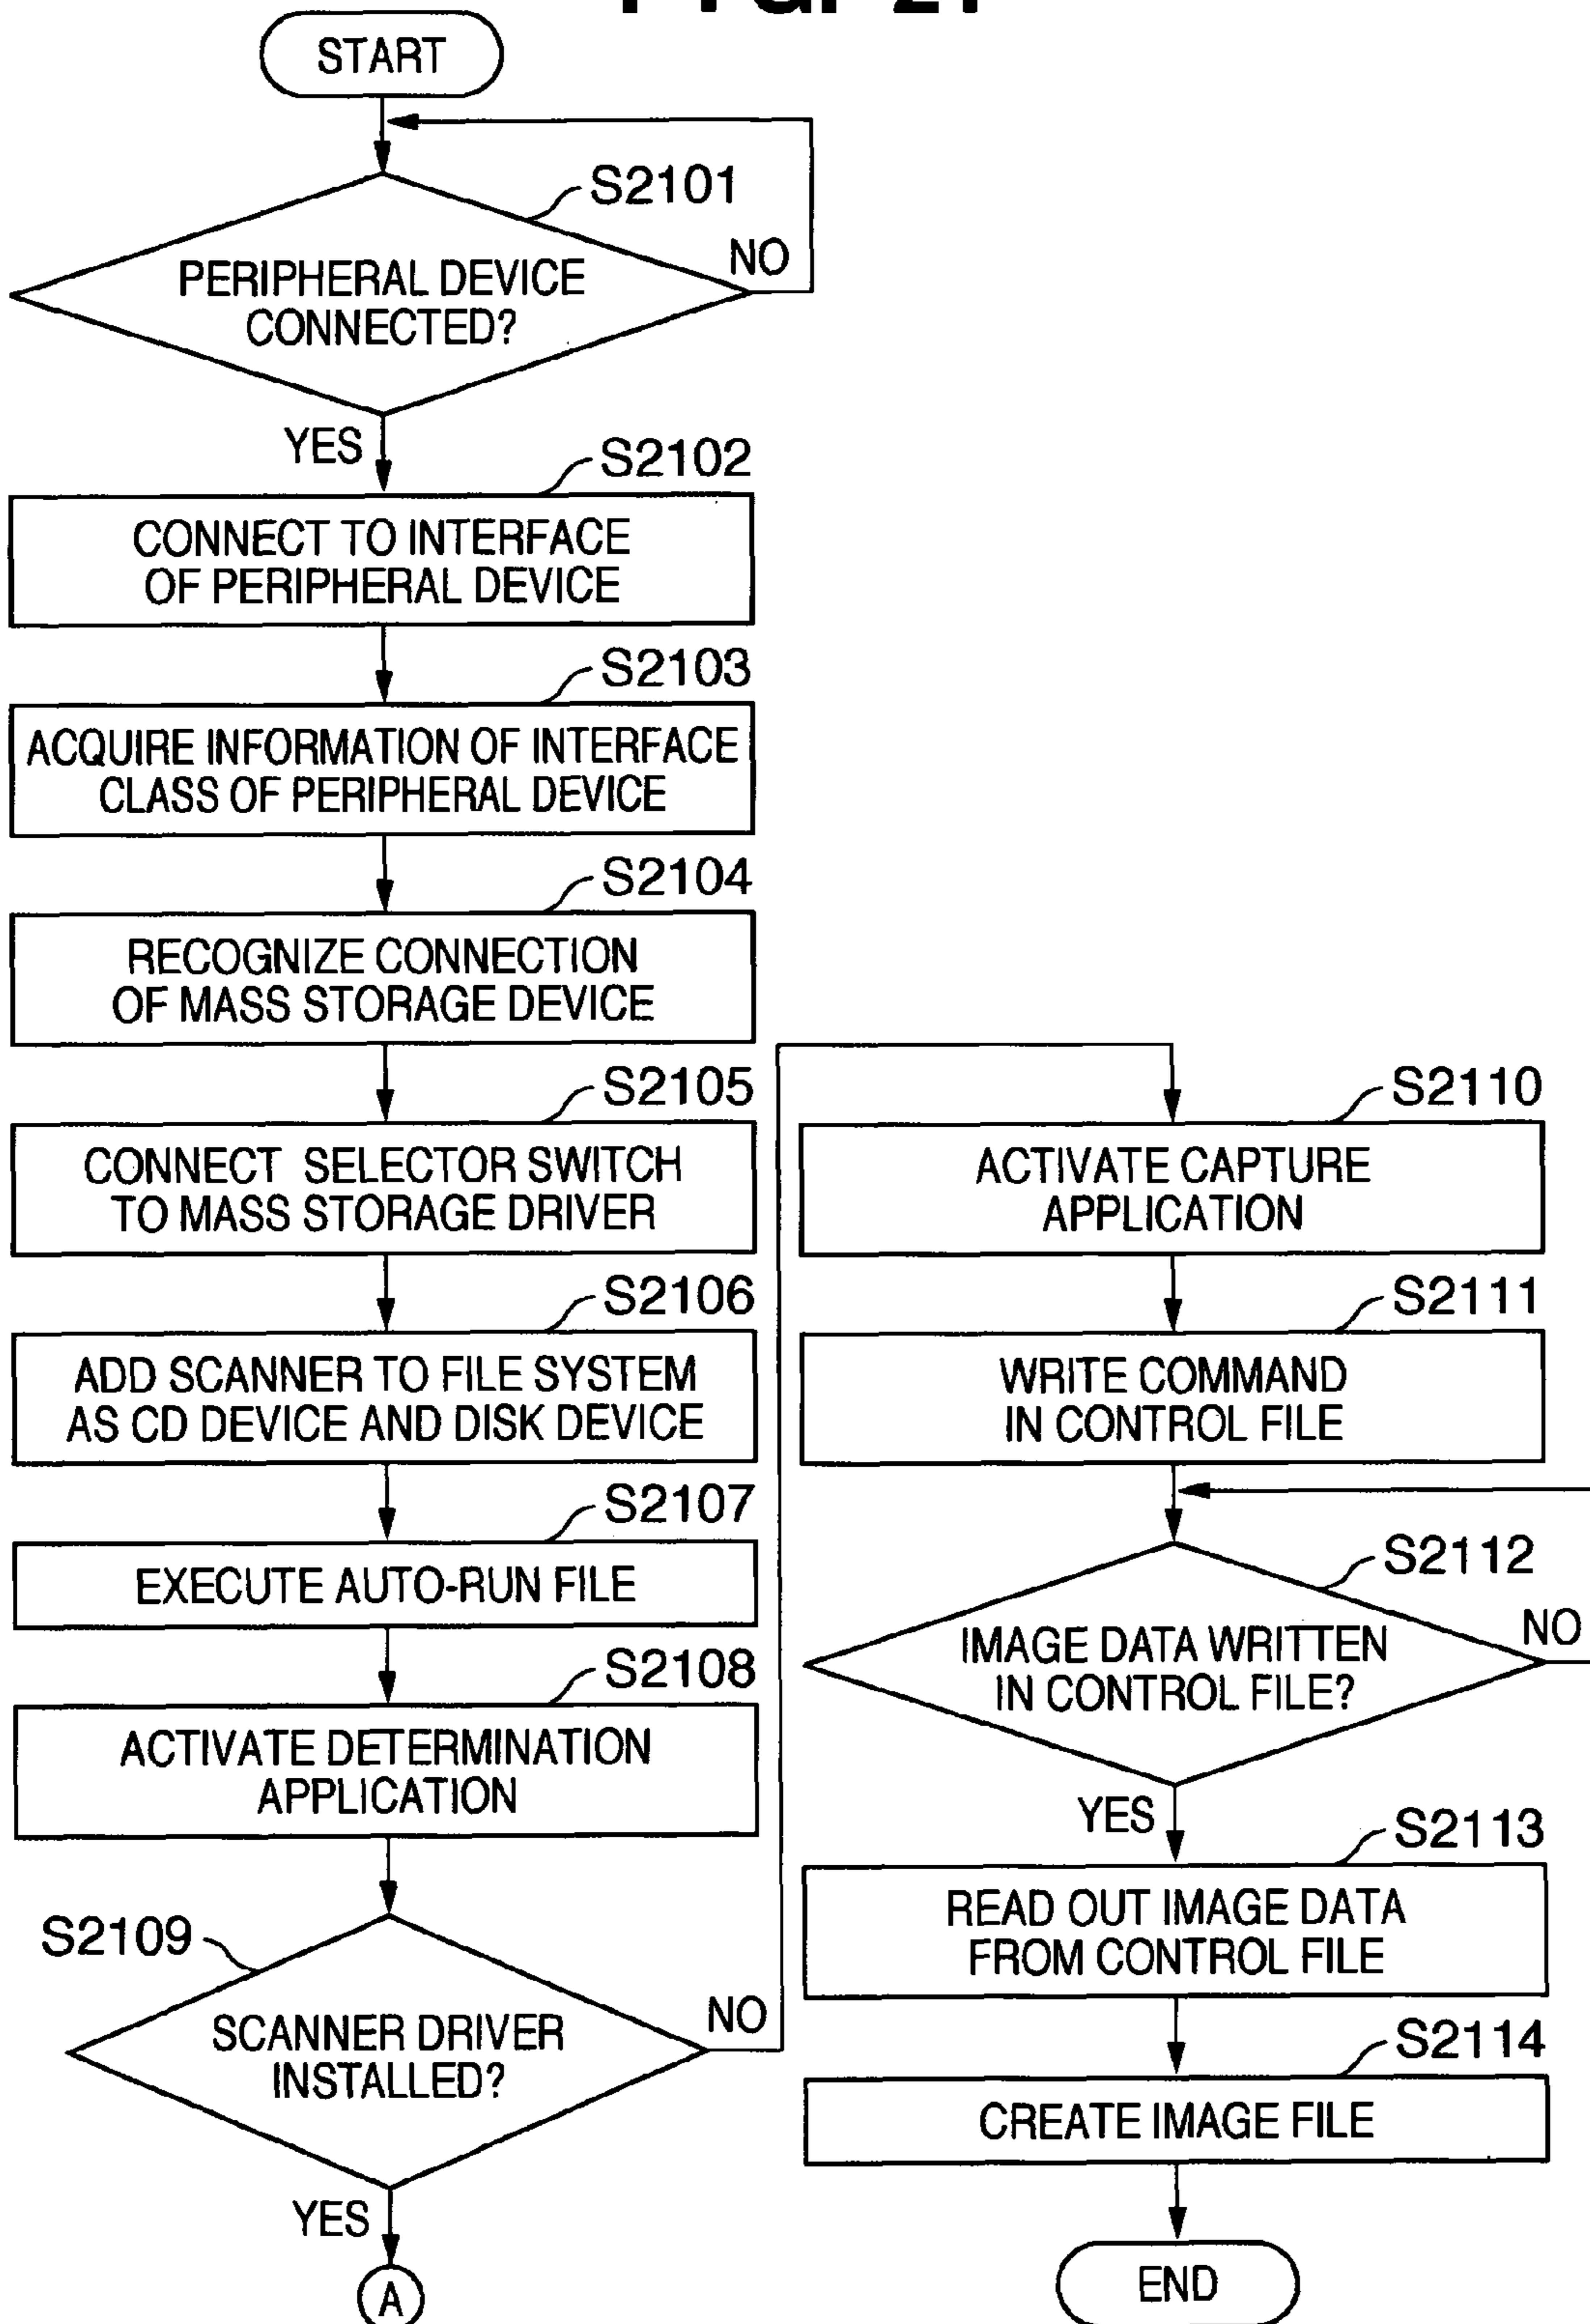 START
S2101
NO
PERIPHERAL DEVICE
CONNECTED?
YES
S2102
CONNECT TO INTERFACE
OF PERIPHERAL DEVICE
S2103
ACQUIRE INFORMATION OF INTERFACE
CLASS OF PERIPHERAL DEVICE
S2104
RECOGNIZE CONNECTION
OF MASS STORAGE DEVICE
S2105
CONNECT SELECTOR SWITCH
TO MASS STORAGE DRIVER
S2106
ADD SCANNER TO FILE SYSTEM
AS CD DEVICE AND DISK DEVICE
S2107
EXECUTE AUTO-RUN FILE
S2108
ACTIVATE DETERMINATION
APPLICATION
S2109
NO
SCANNER DRIVER
INSTALLED?
YES
A
S2110
ACTIVATE CAPTURE
APPLICATION
S2111
WRITE COMMAND
IN CONTROL FILE
S2112
NO
IMAGE DATA WRITTEN
IN CONTROL FILE?
YES
S2113
READ OUT IMAGE DATA
FROM CONTROL FILE
S2114
CREATE IMAGE FILE
END